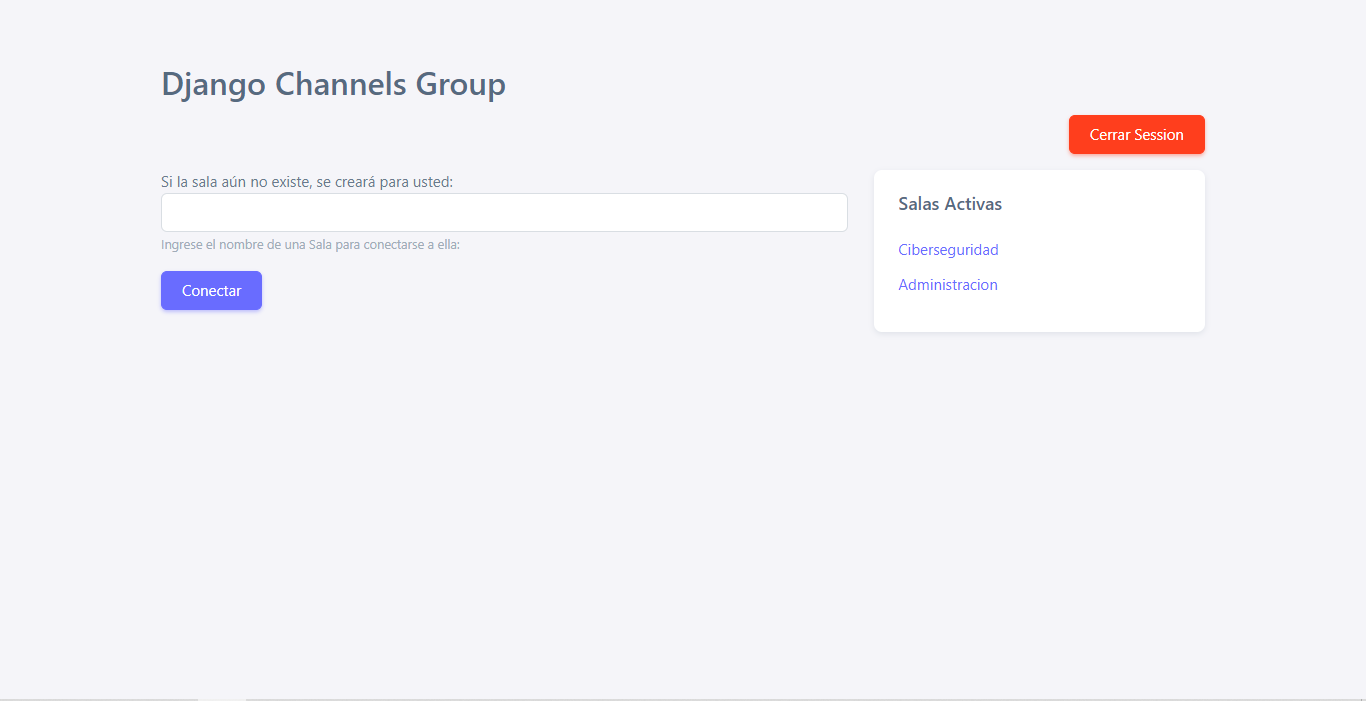 Django Channels Group
Cerrar Session
Si la sala aún no existe, se creará para usted:
Ingrese el nombre de una Sala para conectarse a ella:
Conectar
Salas Activas
Ciberseguridad
Administracion